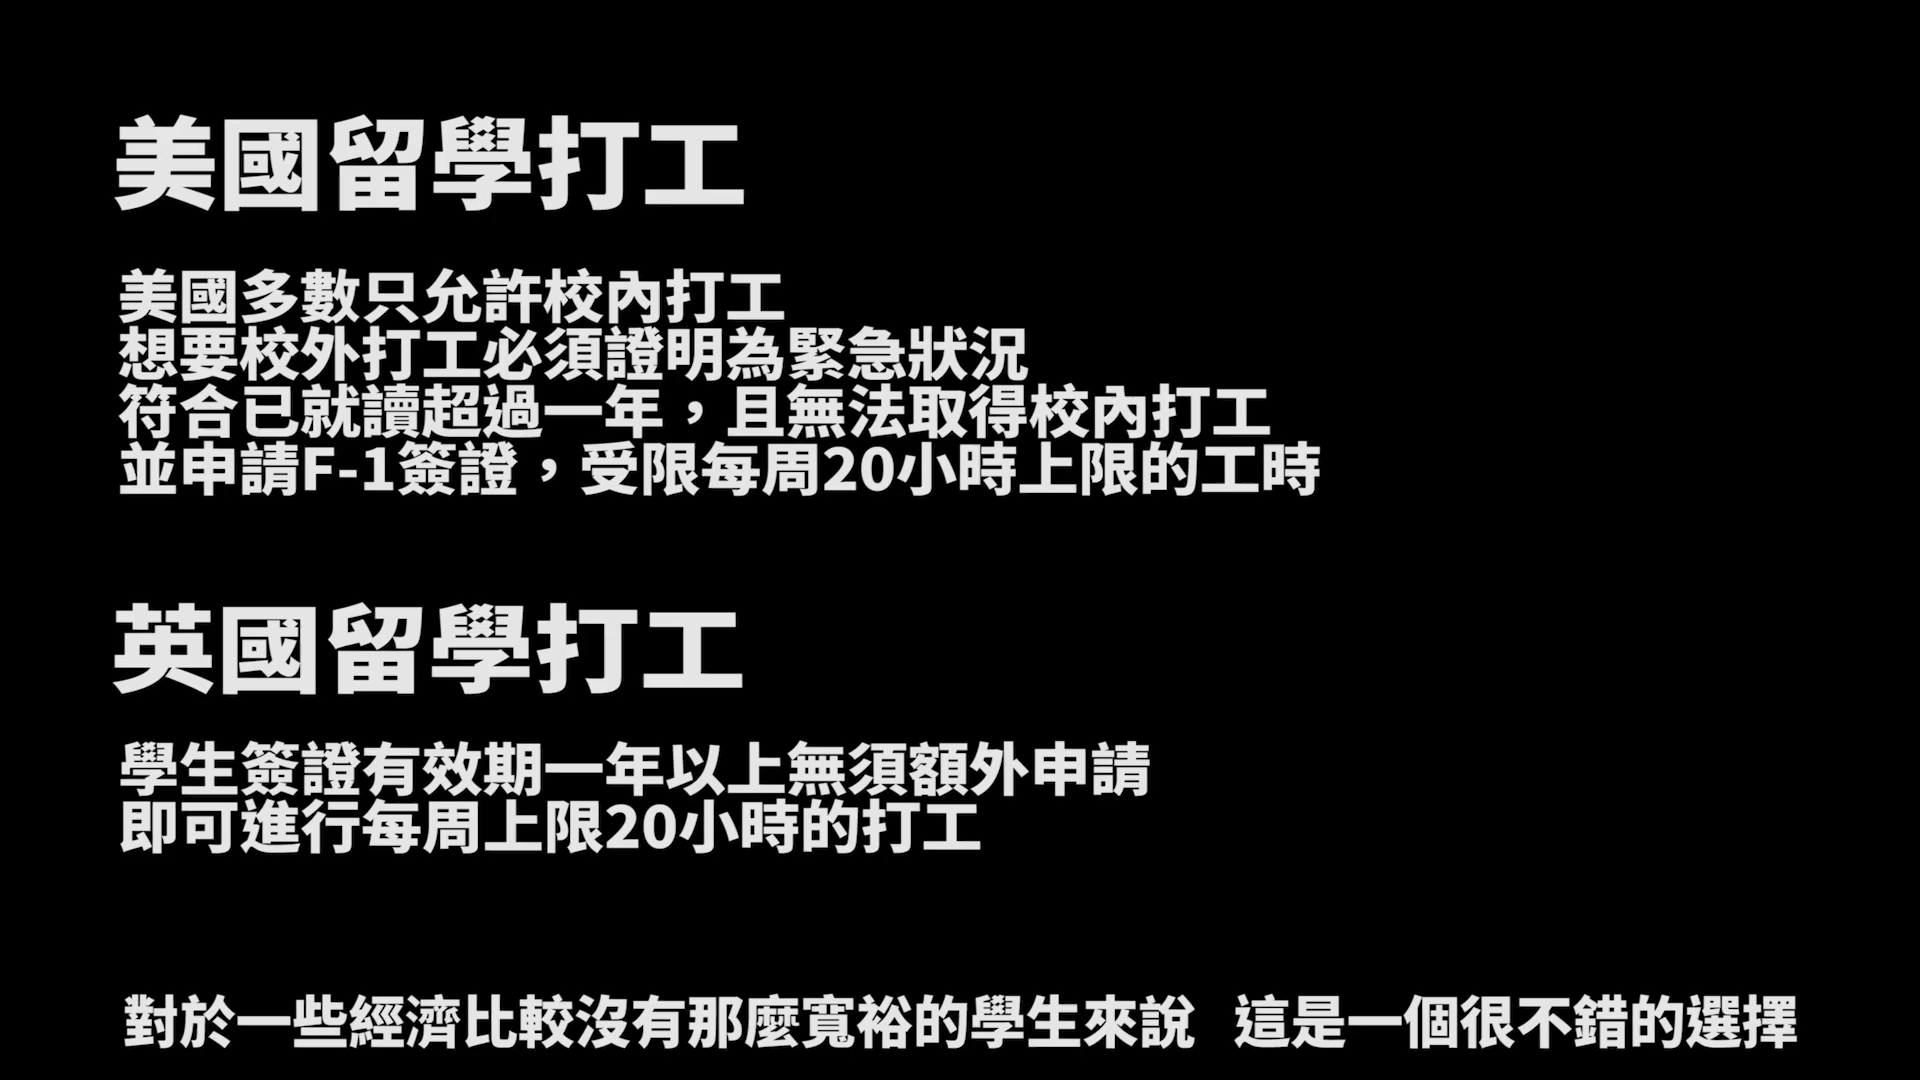 美國留學打工
美國多數只允許校內打工
想要校外打工必須證明為緊急狀況
符合已就讀超過一年，且無法取得校內打工
並申請F-1簽證，受限每周20小時上限的工時
英國留學打工
學生簽證有效期一年以上無須額外申請
即可進行每周上限20小時的打工
對於一些經濟比較沒有那麼寬裕的學生來說 這是一個很不錯的選擇